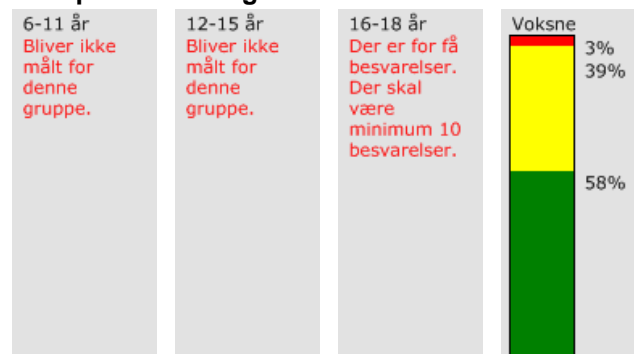 6-11 år
Bliver ikke
målt for
denne
gruppe.
12-15 år
Bliver ikke
målt for
denne
gruppe.
16-18 år
Der er for få
besvarelser.
Der skal
være
minimum 10
besvarelser.
Voksne
3%
39%
58%